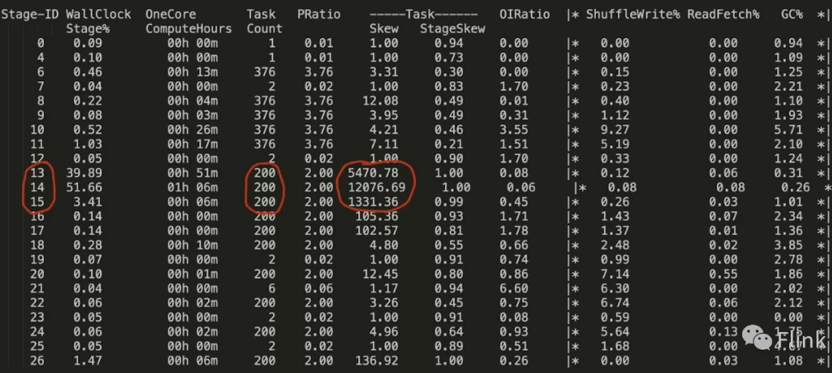 Stage-ID WallClock OneCore Task PRatio -----Task------ OIRatio |* ShuffleWrite% ReadFetch% GC% *|
Stage% ComputeHours Count Skew StageSkew
0 0.09 00h 00m 1 0.01 1.00 0.94 0.00 |* 0.00 0.00 0.94 *|
4 0.10 00h 00m 1 0.01 1.00 0.73 0.00 |* 0.00 0.00 1.09 *|
6 0.46 00h 13m 376 3.76 3.31 0.30 0.00 |* 0.15 0.00 1.25 *|
7 0.04 00h 00m 2 0.02 1.00 0.83 1.70 |* 0.23 0.00 2.21 *|
8 0.22 00h 04m 376 3.76 12.08 0.49 0.01 |* 0.40 0.00 1.10 *|
9 0.08 00h 03m 376 3.76 3.95 0.49 0.31 |* 1.12 0.00 1.93 *|
10 0.52 00h 26m 376 3.76 4.21 0.46 3.55 |* 9.27 0.00 5.71 *|
11 1.03 00h 17m 376 3.76 7.11 0.21 1.51 |* 5.19 0.00 2.10 *|
12 0.05 00h 00m 2 0.02 1.00 0.90 1.70 |* 0.33 0.00 1.24 *|
13 39.89 00h 51m 200 2.00 5470.78 1.00 0.08 |* 0.12 0.06 0.31 *|
14 51.66 01h 06m 200 2.00 12076.69 1.00 0.06 |* 0.08 0.08 0.26 *
15 3.41 00h 06m 200 2.00 1331.36 0.99 0.45 |* 0.26 0.03 1.01 *|
16 0.14 00h 00m 200 2.00 105.36 0.93 1.71 |* 1.43 0.07 2.34 *|
17 0.14 00h 00m 200 2.00 102.57 0.81 1.78 |* 1.37 0.01 1.36 *|
18 0.28 00h 10m 200 2.00 4.80 0.55 0.66 |* 2.48 0.02 3.85 *|
19 0.07 00h 00m 2 0.02 1.00 0.91 0.74 |* 0.99 0.00 2.78 *|
20 0.10 00h 01m 200 2.00 12.45 0.80 0.86 |* 7.14 0.55 1.86 *|
21 0.04 00h 00m 6 0.06 1.17 0.94 6.60 |* 6.30 0.00 2.02 *|
22 0.06 00h 02m 200 2.00 3.26 0.45 0.75 |* 6.74 0.06 2.12 *|
23 0.05 00h 00m 2 0.02 1.00 0.91 0.08 |* 0.59 0.00 0.00 *|
24 0.06 00h 02m 200 2.00 4.96 0.64 0.93 |* 5.64 0.13 *|
25 0.05 00h 00m 2 0.02 1.00 0.89 0.51 |* 1.68 0.00 *|
26 1.47 00h 06m 200 2.00 136.92 1.00 0.26 |* 0.00 0.03 1.08 *|
Flink